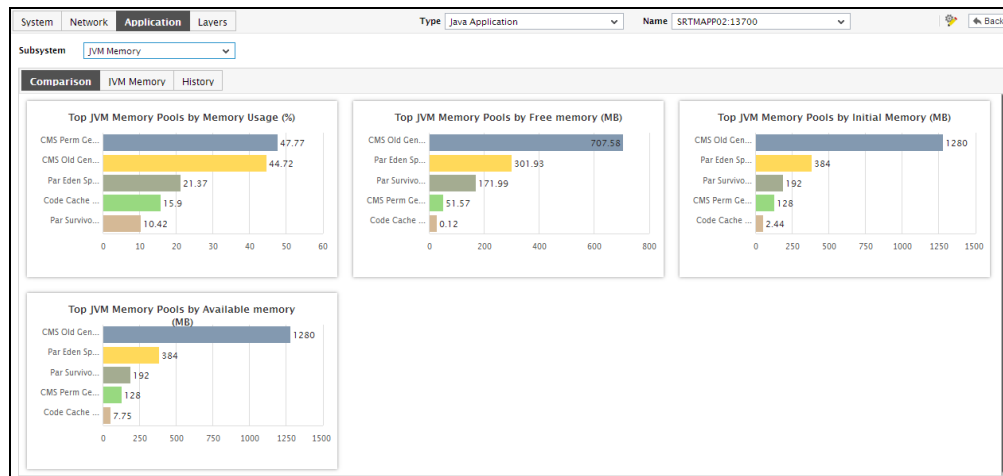 System Network Application Layers Type Java Application Name SRTMAPP02:13700 Back
Subsystem JVM Memory
Comparison JVM Memory History
Top JVM Memory Pools by Memory Usage (%)
CMS Perm Ge... 47.77
CMS Old Gen... 44.72
Par Eden Sp... 21.37
Code Cache ... 15.9
Par Survivo... 10.42
0 10 20 30 40 50 60
Top JVM Memory Pools by Free memory (MB)
CMS Old Gen... 707.58
Par Eden Sp... 301.93
Par Survivo... 171.99
CMS Perm Ge... 51.57
Code Cache ... 0.12
0 200 400 600 800
Top JVM Memory Pools by Initial Memory (MB)
CMS Old Gen... 1280
Par Eden Sp... 384
Par Survivo... 192
CMS Perm Ge... 128
Code Cache ... 2.44
0 250 500 750 1000 1250 1500
Top JVM Memory Pools by Available memory
(MB)
CMS Old Gen... 1280
Par Eden Sp... 384
Par Survivo... 192
CMS Perm Ge... 128
Code Cache ... 7.75
0 250 500 750 1000 1250 1500